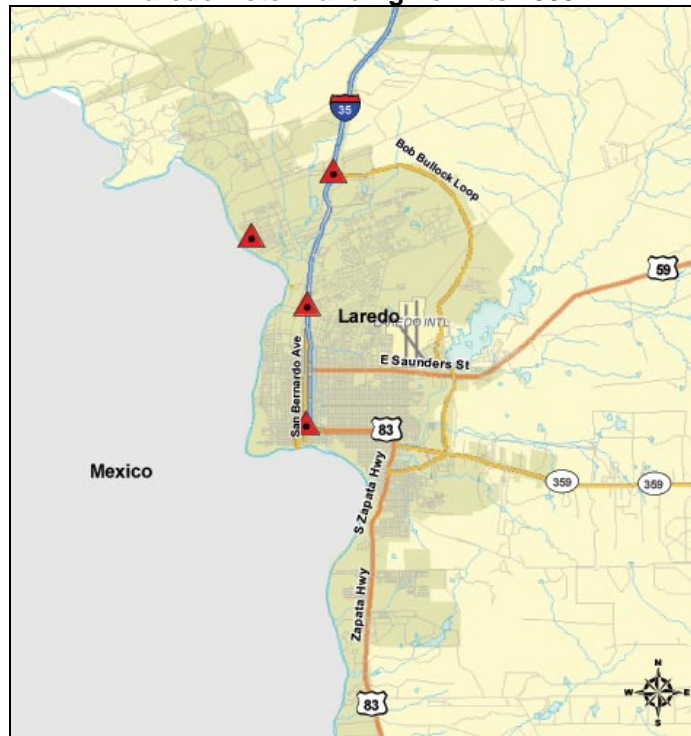 35
Bob Bullock Loop
59
Laredo
LAREDO INTL
E Saunders St
San Bernardo Ave
83
Mexico
S Zapata Hwy
359
359
Zapata Hwy
83
N
W
E
S